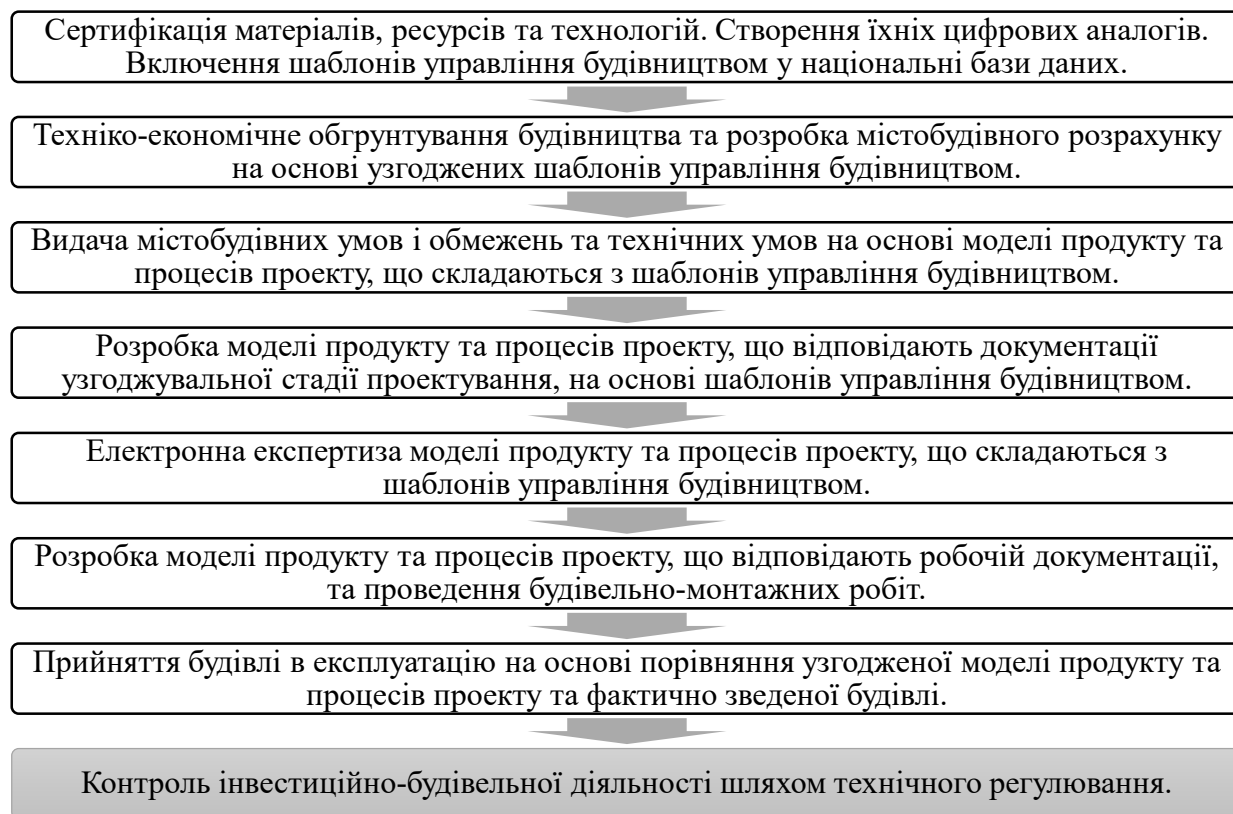 Сертифікація матеріалів, ресурсів та технологій. Створення їхніх цифрових аналогів.
Включення шаблонів управління будівництвом у національні бази даних.
Техніко-економічне обгрунтування будівництва та розробка містобудівного розрахунку
на основі узгоджених шаблонів управління будівництвом.
Видача містобудівних умов і обмежень та технічних умов на основі моделі продукту та
процесів проекту, що складаються з шаблонів управління будівництвом.
Розробка моделі продукту та процесів проекту, що відповідають документації
узгоджувальної стадії проектування, на основі шаблонів управління будівництвом.
Електронна експертиза моделі продукту та процесів проекту, що складаються з
шаблонів управління будівництвом.
Розробка моделі продукту та процесів проекту, що відповідають робочій документації,
та проведення будівельно-монтажних робіт.
Прийняття будівлі в експлуатацію на основі порівняння узгодженої моделі продукту та
процесів проекту та фактично зведеної будівлі.
Контроль інвестиційно-будівельної діяльності шляхом технічного регулювання.